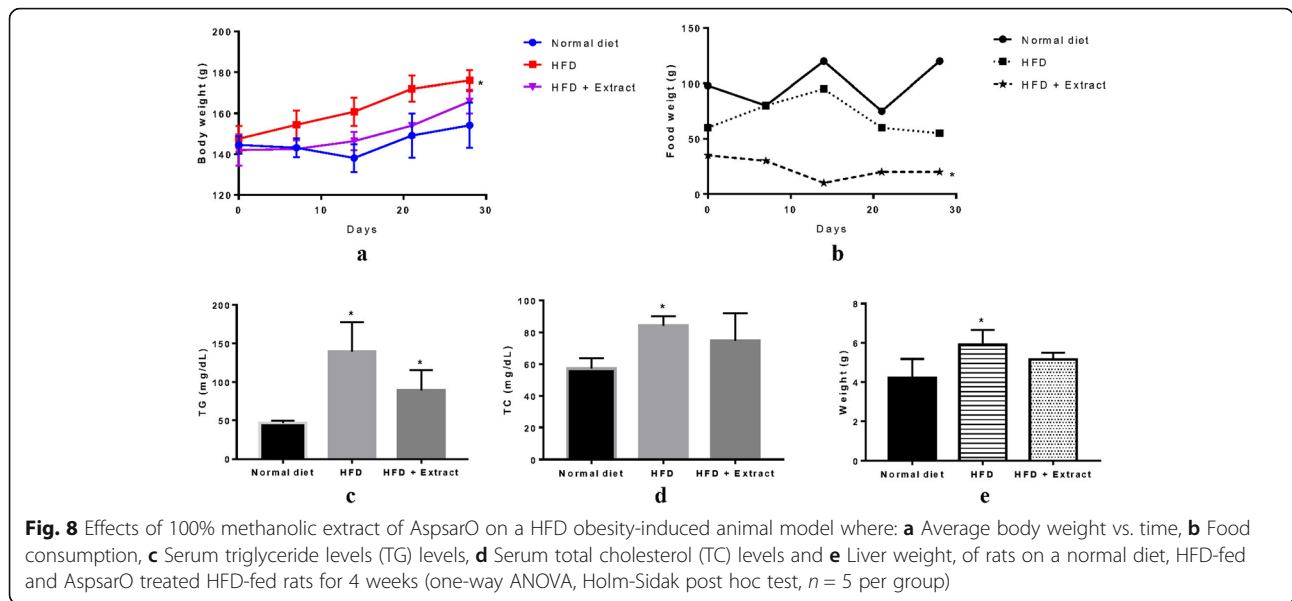 Normal diet
HFD
HFD + Extract
180
160
140
120
Body weight (g)
0
10
20
30
Days
*
a
Normal diet
HFD
HFD + Extract
150
100
50
0
Food weigt (g)
0
10
20
30
Days
*
b
200
150
100
50
0
TG (mg/dL)
*
*
Normal diet
HFD
HFD + Extract
c
100
80
60
40
20
0
TC (mg/dL)
*
Normal diet
HFD
HFD + Extract
d
8
6
4
2
0
Weight (g)
*
Normal diet
HFD
HFD + Extract
e
Fig. 8 Effects of 100% methanolic extract of AspsarO on a HFD obesity-induced animal model where: a Average body weight vs. time, b Food
consumption, c Serum triglyceride levels (TG) levels, d Serum total cholesterol (TC) levels and e Liver weight, of rats on a normal diet, HFD-fed
and AspsarO treated HFD-fed rats for 4 weeks (one-way ANOVA, Holm-Sidak post hoc test, n = 5 per group)